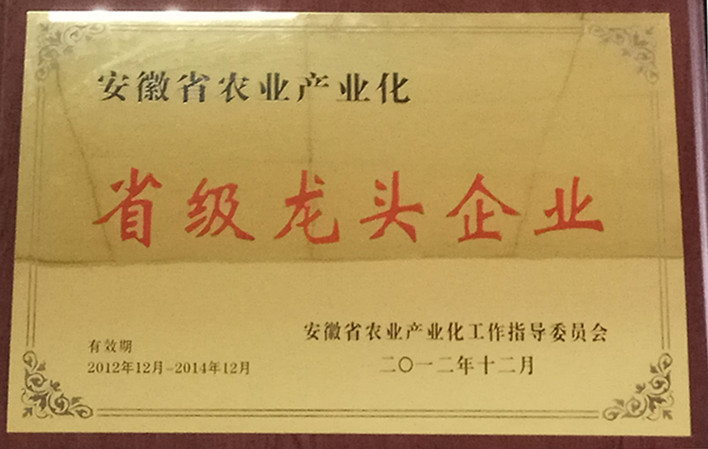 安徽省农业产业化
省级龙头企业
安徽省农业产业化工作指导委员会
有效期
2012年12月-2014年12月
二〇一二年十二月